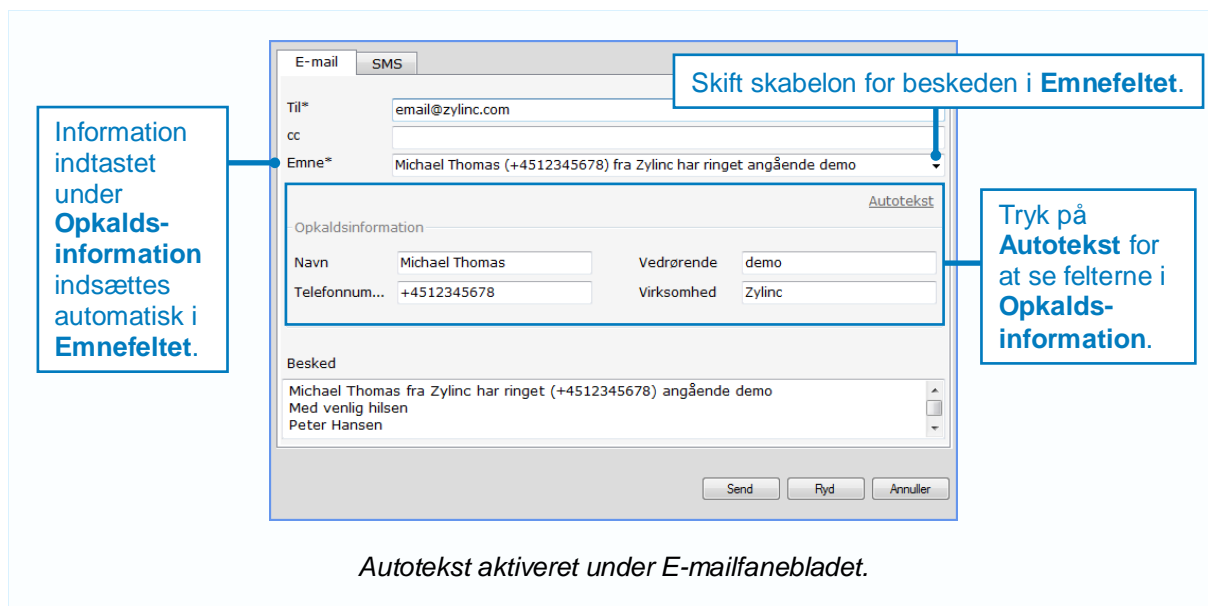 E-mail SMS
Skift skabelon for beskeden i Emnefeltet.
Til* email@zylinc.com
cc
Emne* Michael Thomas (+4512345678) fra Zylinc har ringet angående demo
Information
indtastet
under
Opkalds-
information
indsættes
automatisk i
Emnefeltet.
Autotekst
Opkaldsinformation
Navn Michael Thomas Vedrørende demo
Telefonnum... +4512345678 Virksomhed Zylinc
Tryk på
Autotekst for
at se felterne i
Opkalds-
information.
Besked
Michael Thomas fra Zylinc har ringet (+4512345678) angående demo
Med venlig hilsen
Peter Hansen
Send Ryd Annuller
Autotekst aktiveret under E-mailfanebladet.